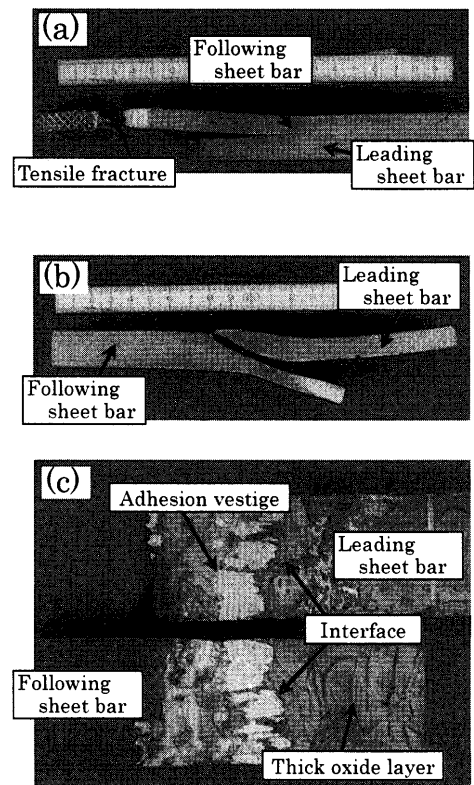 (a)
Following
sheet bar
Tensile fracture
Leading
sheet bar
(b)
Leading
sheet bar
Following
sheet bar
(c)
Adhesion vestige
Leading
sheet bar
Interface
Following
sheet bar
Thick oxide layer